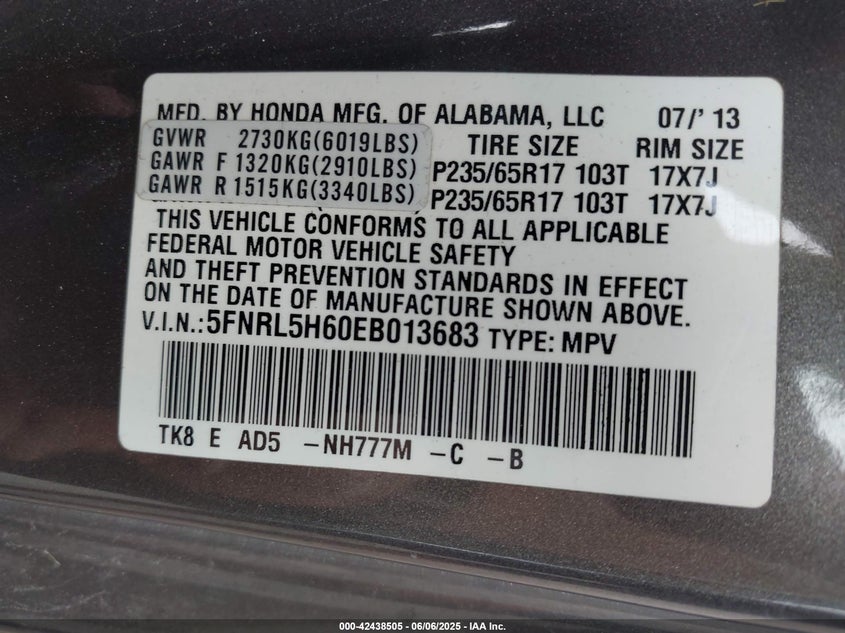 MFD. BY HONDA MFG. OF ALABAMA, LLC 07/' 13
GVWR 2730KG(6019LBS) TIRE SIZE RIM SIZE
GAWR F 1320KG(2910LBS) P235/65R17 103T 17X7J
GAWR R 1515KG(3340LBS) P235/65R17 103T 17X7J
THIS VEHICLE CONFORMS TO ALL APPLICABLE
FEDERAL MOTOR VEHICLE SAFETY
AND THEFT PREVENTION STANDARDS IN EFFECT
ON THE DATE OF MANUFACTURE SHOWN ABOVE.
V.I.N.:5FNRL5H60EB013683 TYPE: MPV
TK8 E AD5 -NH777M -C -B
000-42438505 - 06/06/2025 - IAA Inc.